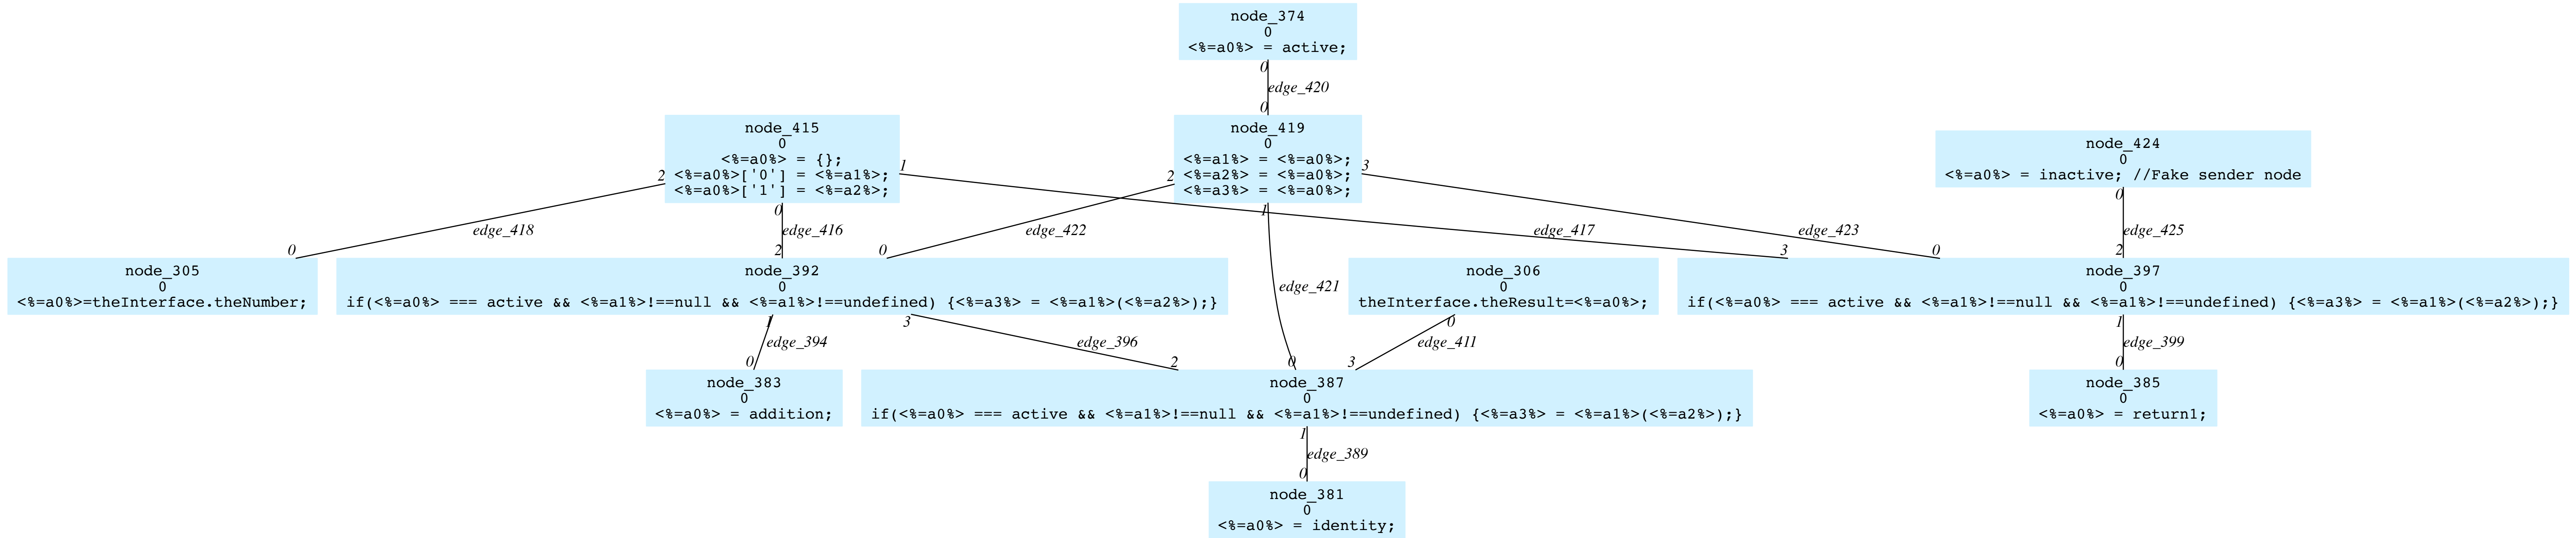 node_374
0
<%=a0%> = active;
0
edge_420
0
node_415
0
<%=a0%> = {};
<%=a0%>['0'] = <%=a1%>;
<%=a0%>['1'] = <%=a2%>;
node_419
0
<%=a1%> = <%=a0%>;
<%=a2%> = <%=a0%>;
<%=a3%> = <%=a0%>;
node_424
0
<%=a0%> = inactive; //Fake sender node
2
1
2
3
0
1
0
edge_418
edge_416
edge_422
edge_417
edge_423
edge_425
0
2
0
3
0
2
node_305
0
<%=a0%>=theInterface.theNumber;
node_392
0
if(<%=a0%> === active && <%=a1%>!==null && <%=a1%>!==undefined) {<%=a3%> = <%=a1%>(<%=a2%>);}
edge_421
node_306
0
theInterface.theResult=<%=a0%>;
node_397
0
if(<%=a0%> === active && <%=a1%>!==null && <%=a1%>!==undefined) {<%=a3%> = <%=a1%>(<%=a2%>);}
1
3
0
1
edge_394
edge_396
edge_411
edge_399
0
2
0
3
0
node_383
0
<%=a0%> = addition;
node_387
0
if(<%=a0%> === active && <%=a1%>!==null && <%=a1%>!==undefined) {<%=a3%> = <%=a1%>(<%=a2%>);}
node_385
0
<%=a0%> = return1;
1
edge_389
0
node_381
0
<%=a0%> = identity;